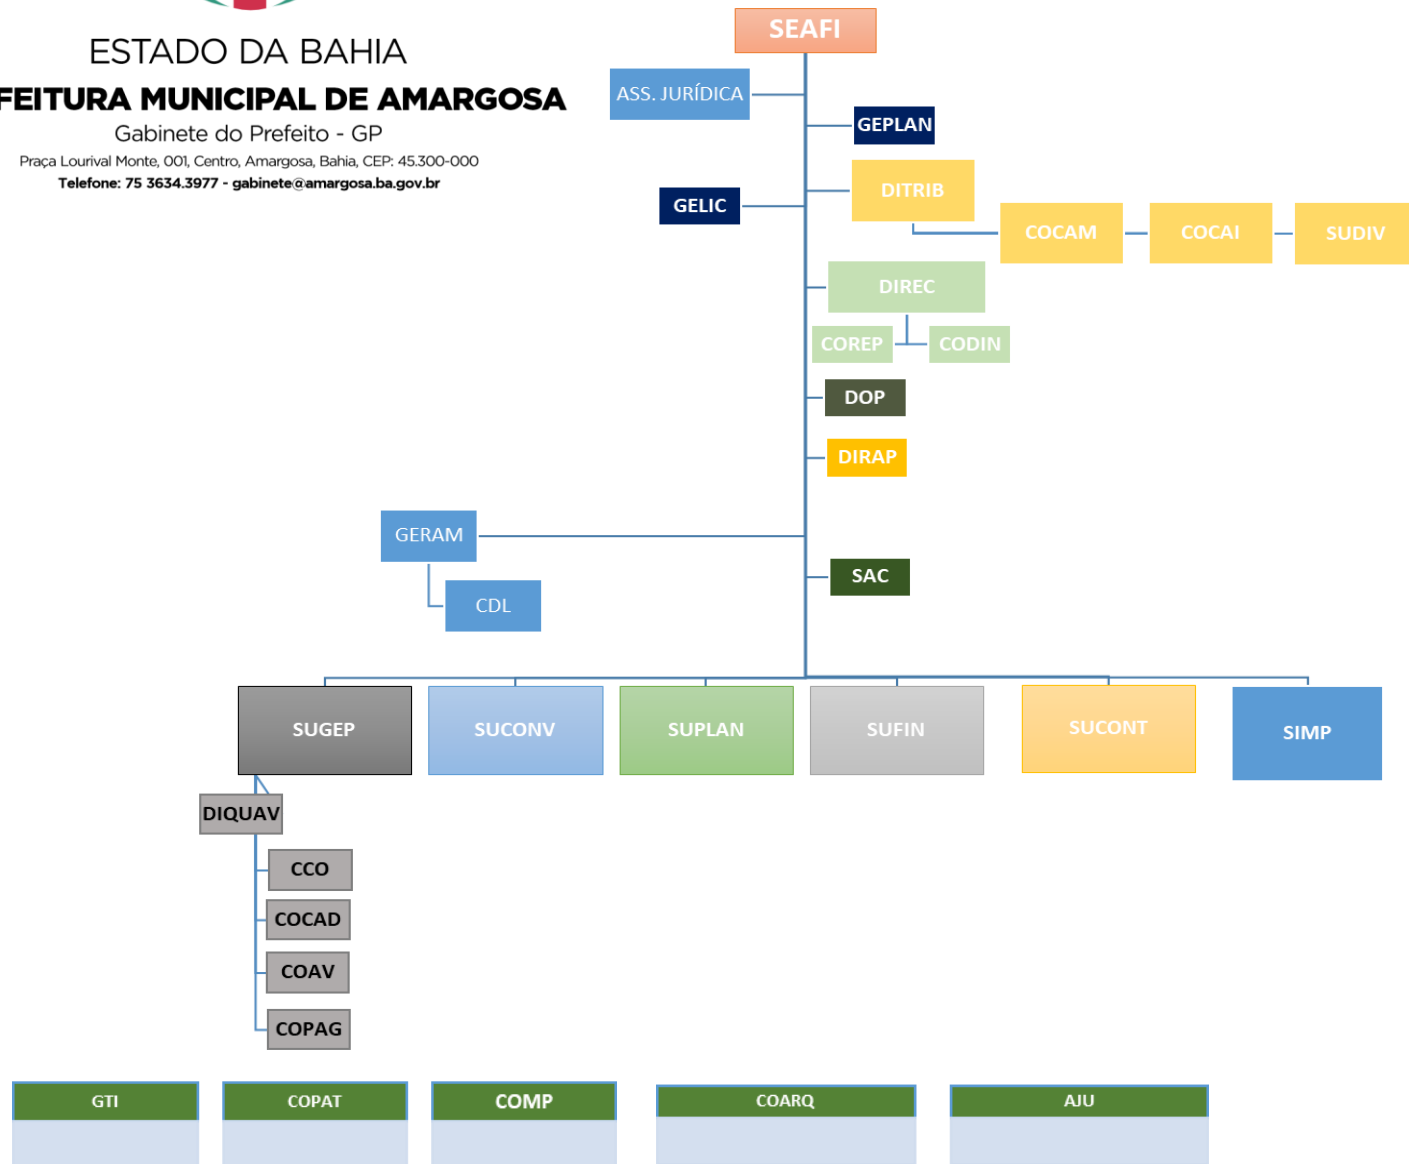 ESTADO DA BAHIA
FEITURA MUNICIPAL DE AMARGOSA
Gabinete do Prefeito - GP
Praça Lourival Monte, 001, Centro, Amargosa, Bahia, CEP: 45.300-000
Telefone: 75 3634.3977 - gabinete@amargosa.ba.gov.br
SEAFI
ASS. JURÍDICA
GEPLAN
DITRIB
GELIC
COCAM
COCAI
SUDIV
DIREC
COREP
CODIN
DOP
DIRAP
GERAM
SAC
CDL
SUGEP
SUCONV
SUPLAN
SUFIN
SUCONT
SIMP
DIQUAV
CCO
COCAD
COAV
COPAG
GTI
COPAT
COMP
COARQ
AJU